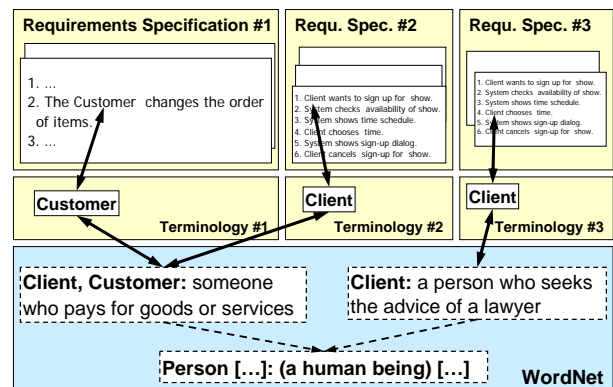 Requirements Specification #1
1. ...
2. The Customer changes the order
of items.
3. ...
Requ. Spec. #2
1. Client wants to sign up for show.
2. System checks availability of show.
3. System shows time schedule.
4. Client chooses time.
5. System shows sign-up dialog.
6. Client cancels sign-up for show.
Requ. Spec. #3
1. Client wants to sign up for show.
2. System checks availability of show.
3. System shows time schedule.
4. Client chooses time.
5. System shows sign-up dialog.
6. Client cancels sign-up for show.
Customer
Terminology #1
Client
Terminology #2
Client
Terminology #3
Client, Customer: someone
who pays for goods or services
Client: a person who seeks
the advice of a lawyer
Person [...]: (a human being) [...]
WordNet